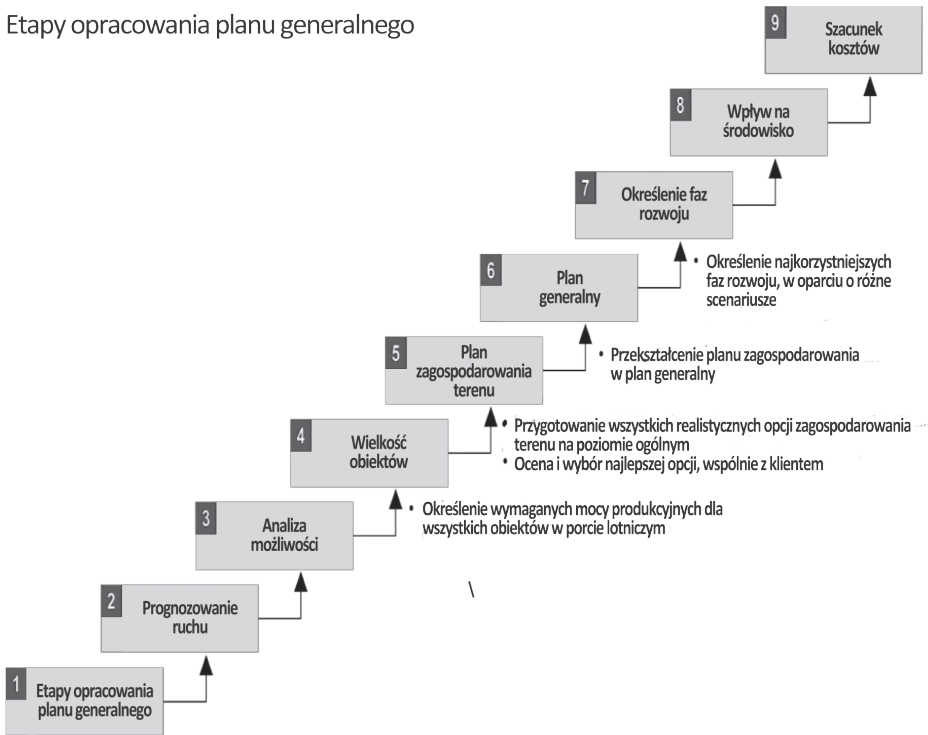 Etapy opracowania planu generalnego
9
Szacunek
kosztów
8
Wpływ na
środowisko
7
Określenie faz
rozwoju
6
Plan
generalny
• Określenie najkorzystniejszych
faz rozwoju, w oparciu o różne
scenariusze
5
Plan
zagospodarowania
terenu
• Przekształcenie planu zagospodarowania
w plan generalny
4
Wielkość
obiektów
• Przygotowanie wszystkich realistycznych opcji zagospodarowania
terenu na poziomie ogólnym
• Ocena i wybór najlepszej opcji, wspólnie z klientem
3
Analiza
możliwości
• Określenie wymaganych mocy produkcyjnych dla
wszystkich obiektów w porcie lotniczym
\
2
Prognozowanie
ruchu
1
Etapy opracowania
planu generalnego